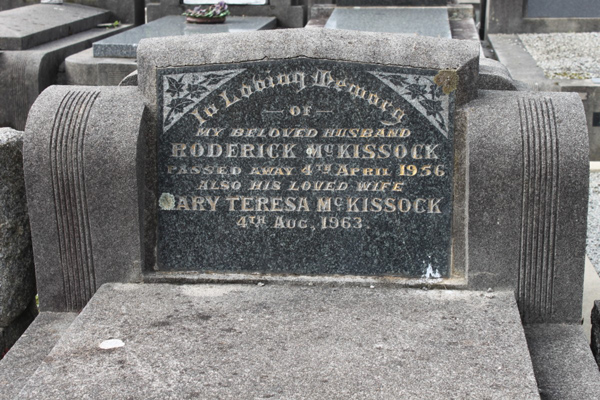 In Loving Memory
— OF —
MY BELOVED HUSBAND
RODERICK McKISSOCK
PASSED AWAY 4TH APRIL 1956
ALSO HIS LOVED WIFE
MARY TERESA McKISSOCK
4TH AUG, 1963.